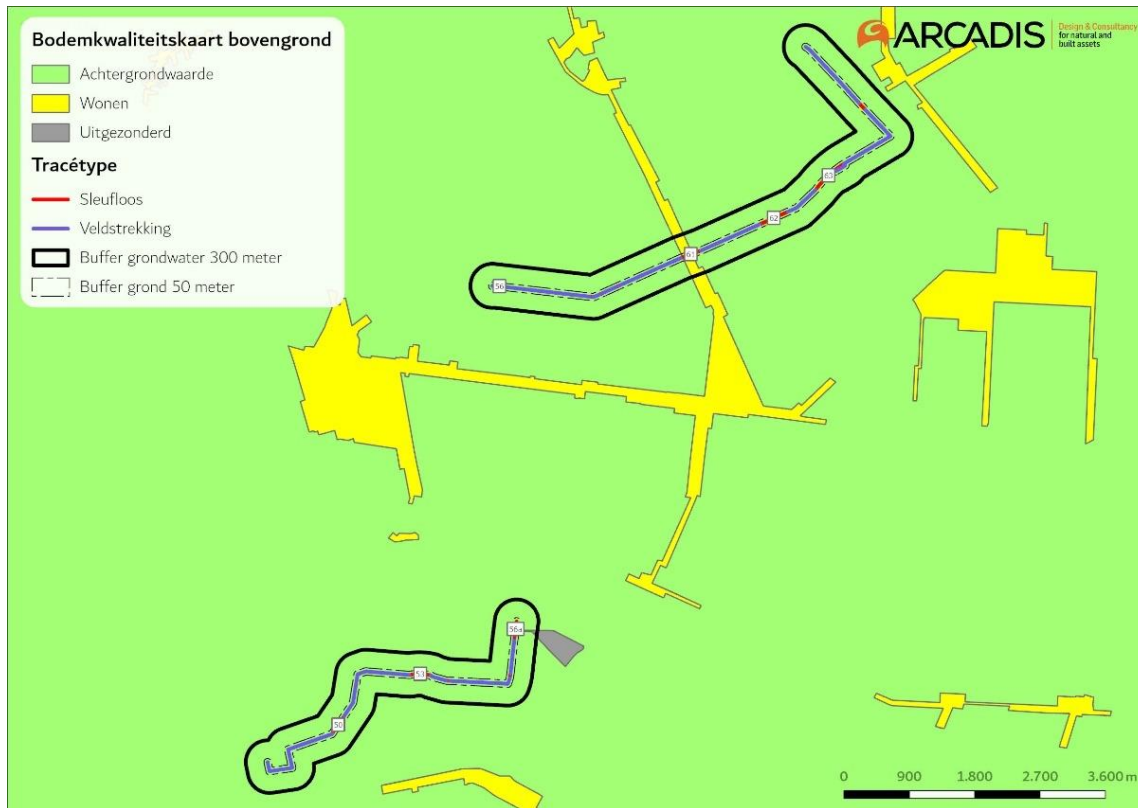 Bodemkwaliteitskaart bovengrond
Achtergrondwaarde
Wonen
Uitgezonderd
Tracétype
Sleufloos
Veldstrekking
Buffer grondwater 300 meter
Buffer grond 50 meter
ARCADIS
Design & Consultancy
for natural and
built assets
63
62
61
56
56a
53
50
0 900 1.800 2.700 3.600 m